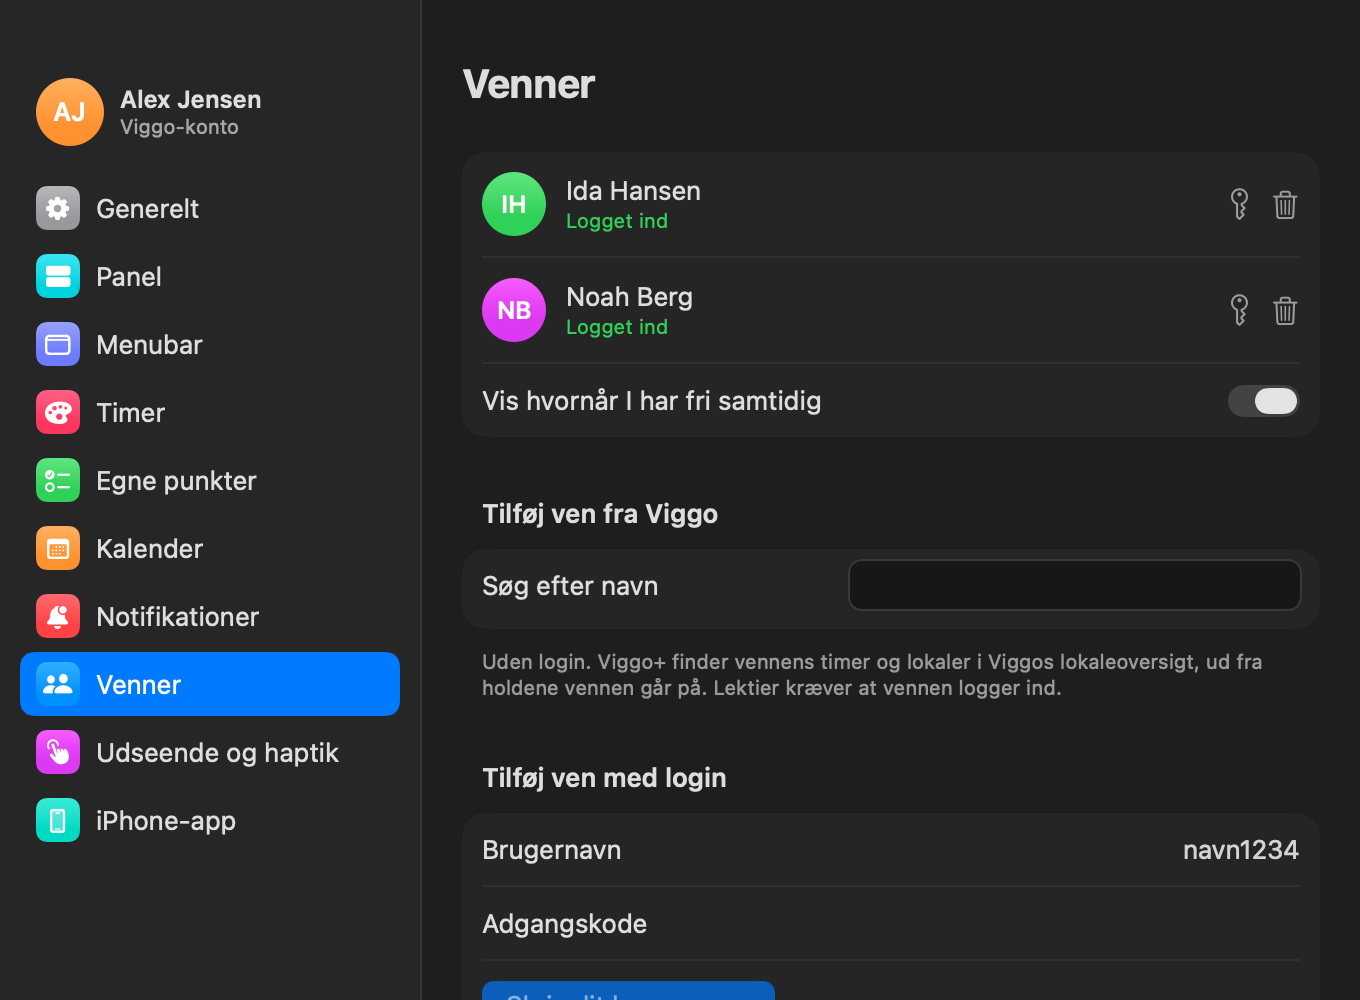 AJ
Alex Jensen
Viggo-konto
Generelt
Panel
Menubar
Timer
Egne punkter
Kalender
Notifikationer
Venner
Udseende og haptik
iPhone-app
Venner
IH
Ida Hansen
Logget ind
NB
Noah Berg
Logget ind
Vis hvornår I har fri samtidig
Tilføj ven fra Viggo
Søg efter navn
Uden login. Viggo+ finder vennens timer og lokaler i Viggos lokaleoversigt, ud fra
holdene vennen går på. Lektier kræver at vennen logger ind.
Tilføj ven med login
Brugernavn
navn1234
Adgangskode